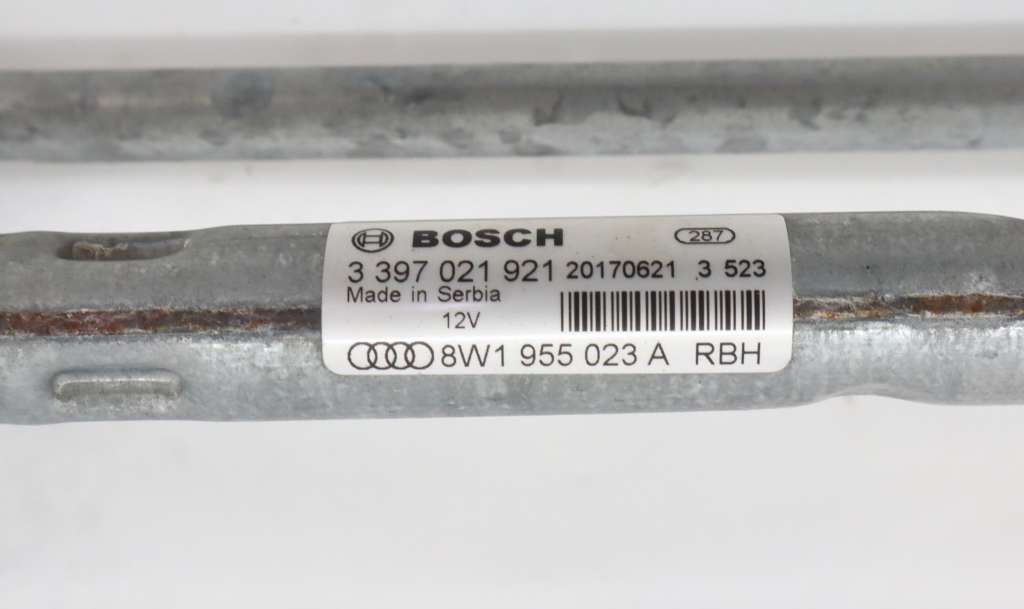 BOSCH 287
3 397 021 921 20170621 3 523
Made in Serbia
12V
8W1 955 023 A RBH